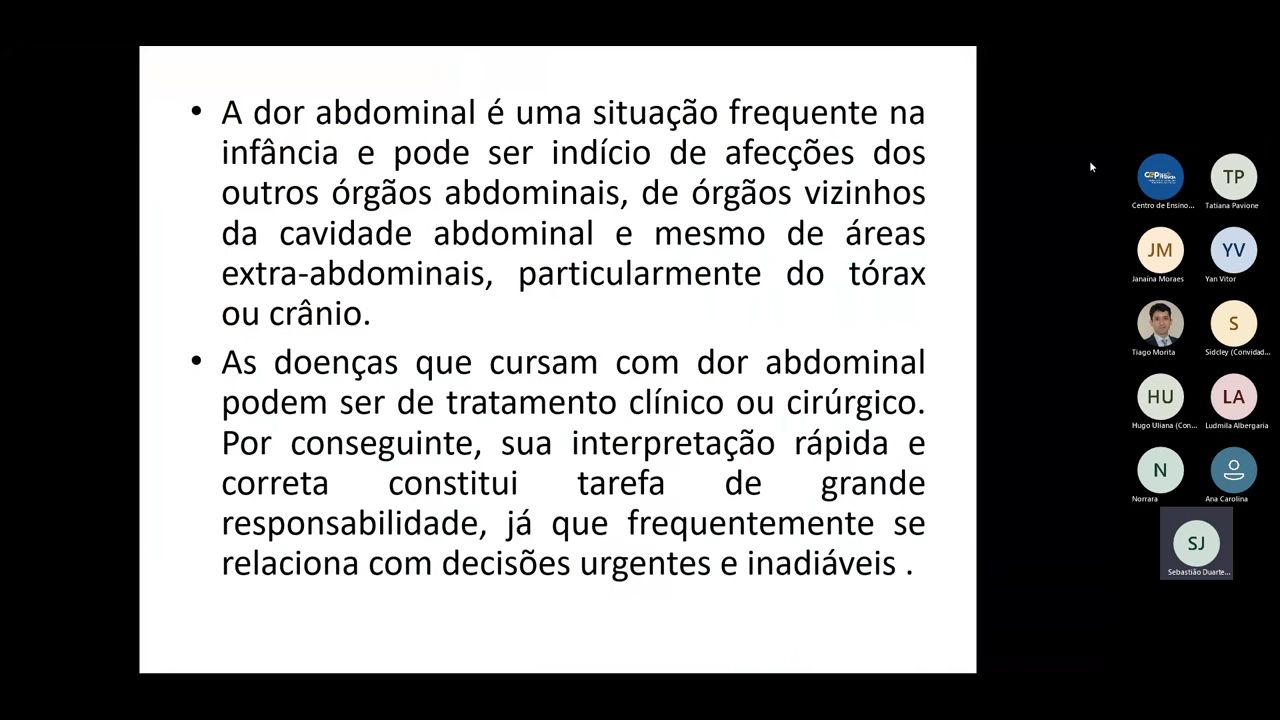 • A dor abdominal é uma situação frequente na
infância e pode ser indício de afecções dos
outros órgãos abdominais, de órgãos vizinhos
da cavidade abdominal e mesmo de áreas
extra-abdominais, particularmente do tórax
ou crânio.
• As doenças que cursam com dor abdominal
podem ser de tratamento clínico ou cirúrgico.
Por conseguinte, sua interpretação rápida e
correta constitui tarefa de grande
responsabilidade, já que frequentemente se
relaciona com decisões urgentes e inadiáveis .
TP
Centro de Ensino...
Tatiana Pavione
JM
YV
Janaína Moraes
Yan Vitor
S
Tiago Morita
Sidcley (Convidad...
HU
LA
Hugo Uliana (Con...
Ludmila Albergaria
N
Norrara
Ana Carolina
SJ
Sebastião Duarte...